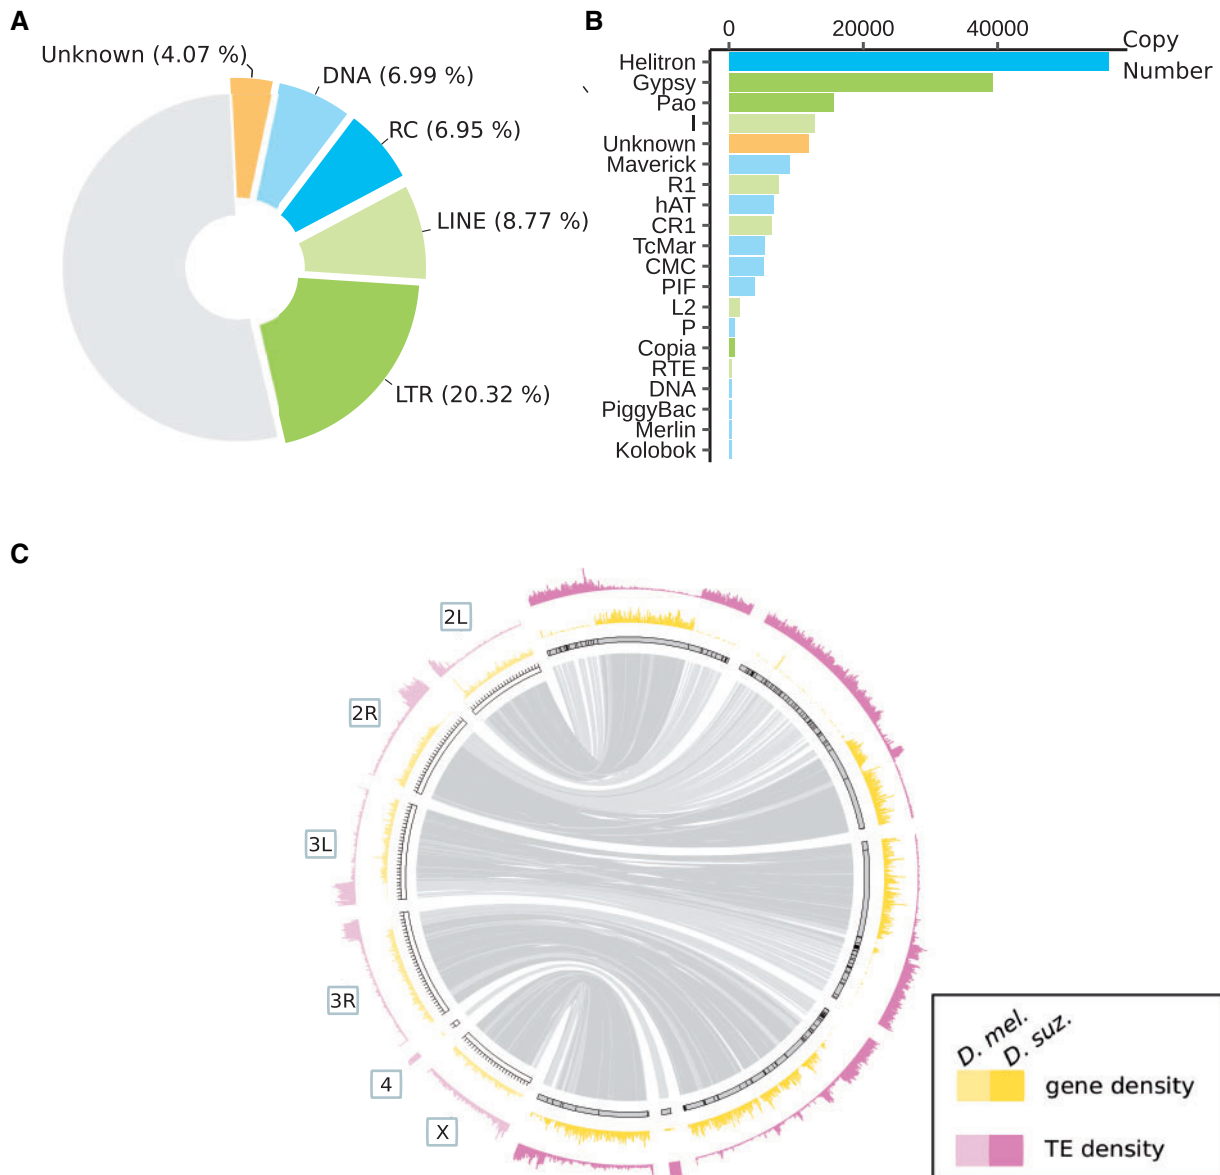 A
Unknown (4.07 %)
DNA (6.99 %)
RC (6.95 %)
LINE (8.77 %)
LTR (20.32 %)
B
0 20000 40000
Copy
Number
Helitron
Gypsy
Pao
I
Unknown
Maverick
R1
hAT
CR1
TcMar
CMC
PIF
L2
P
Copia
RTE
DNA
PiggyBac
Merlin
Kolobok
C
2L
2R
3L
3R
4
X
D. mel.
D. suz.
gene density
TE density